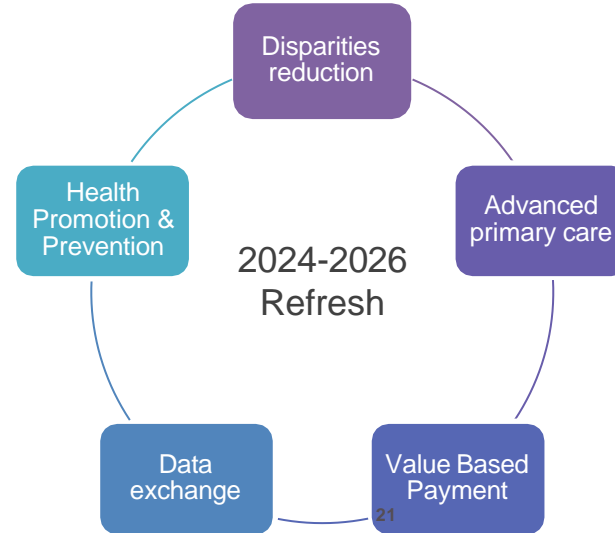 Disparities
reduction
Health
Promotion &
Prevention
Advanced
primary care
2024-2026
Refresh
Data
exchange
Value Based
Payment
21